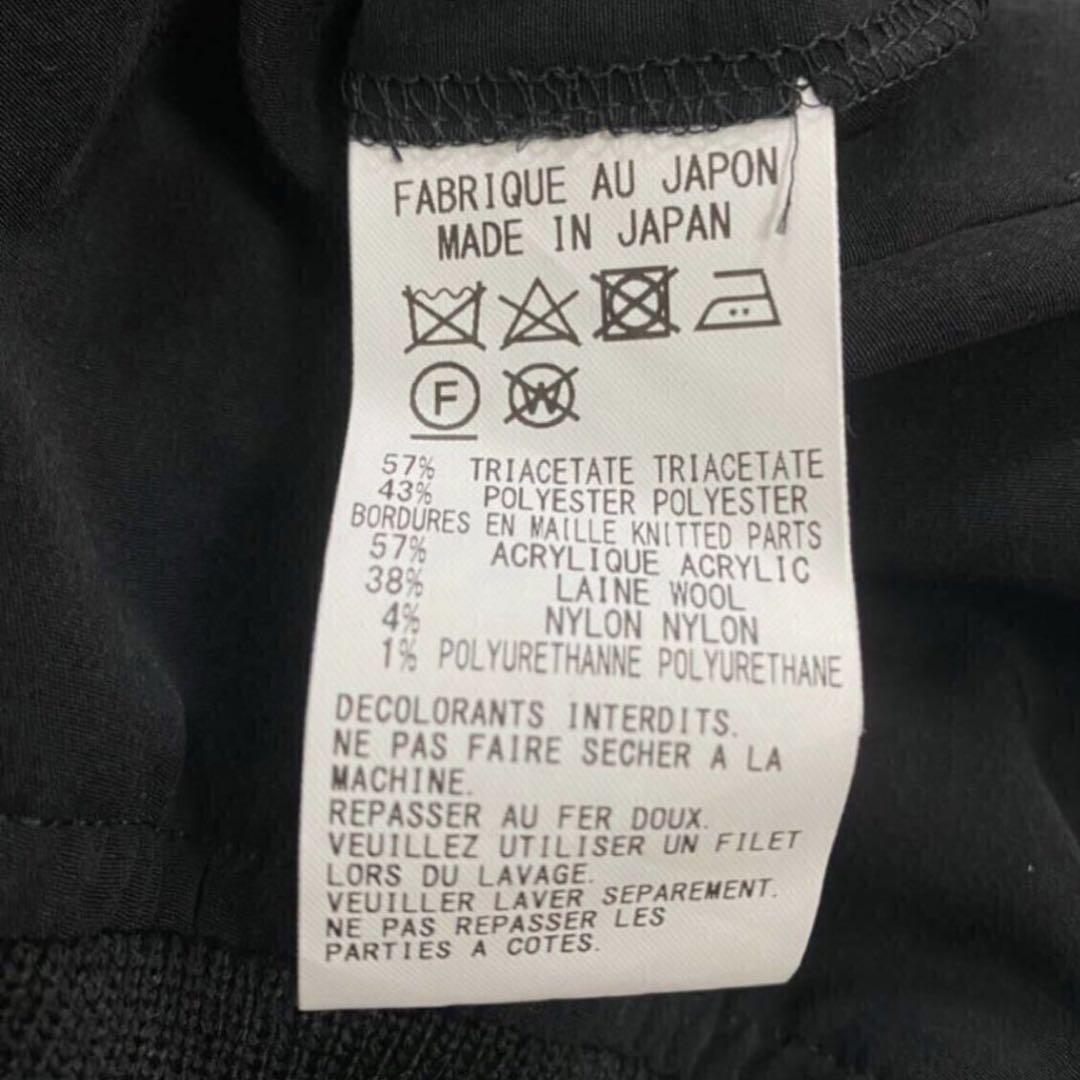 FABRIQUE AU JAPON
MADE IN JAPAN
F W
57% TRIACETATE TRIACETATE
43% POLYESTER POLYESTER
BORDURES EN MAILLE KNITTED PARTS
57% ACRYLIQUE ACRYLIC
38% LAINE WOOL
4% NYLON NYLON
1% POLYURETHANNE POLYURETHANE
DECOLORANTS INTERDITS.
NE PAS FAIRE SECHER A LA
MACHINE.
REPASSER AU FER DOUX.
VEUILLEZ UTILISER UN FILET
LORS DU LAVAGE.
VEUILLER LAVER SEPAREMENT.
NE PAS REPASSER LES
PARTIES A COTES.